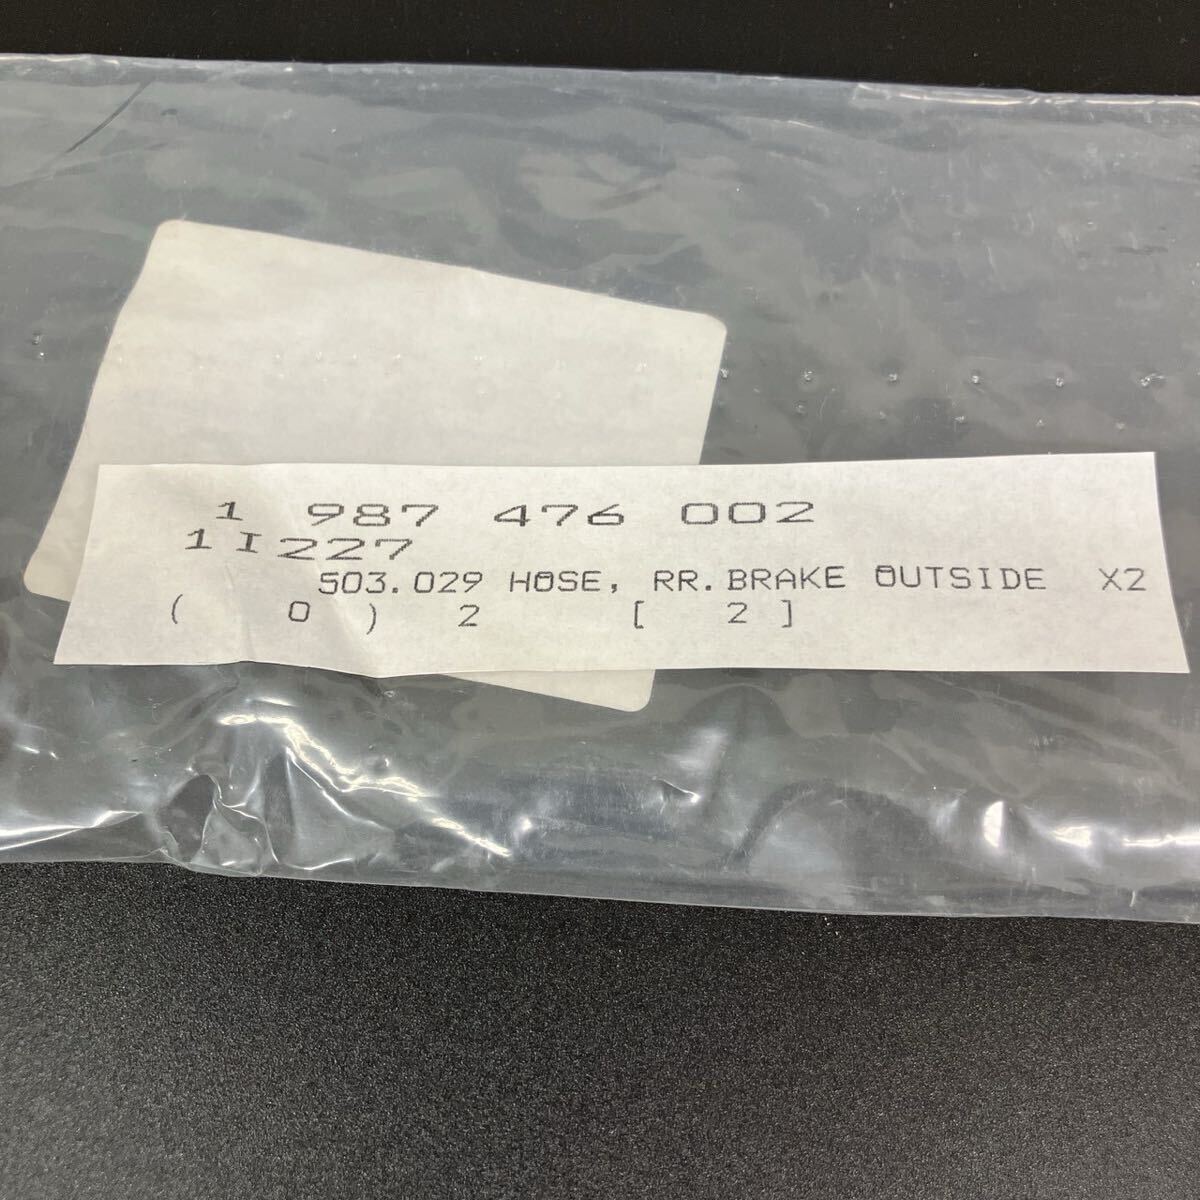 1 987 476 002
1I227
503.029 HOSE, RR.BRAKE OUTSIDE X2
( 0 ) 2 [ 2 ]